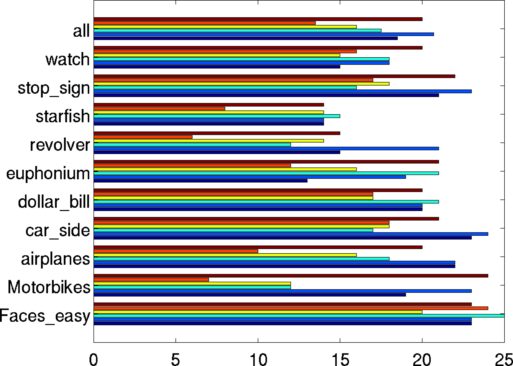 all
watch
stop_sign
starfish
revolver
euphonium
dollar_bill
car_side
airplanes
Motorbikes
Faces_easy
0 5 10 15 20 25